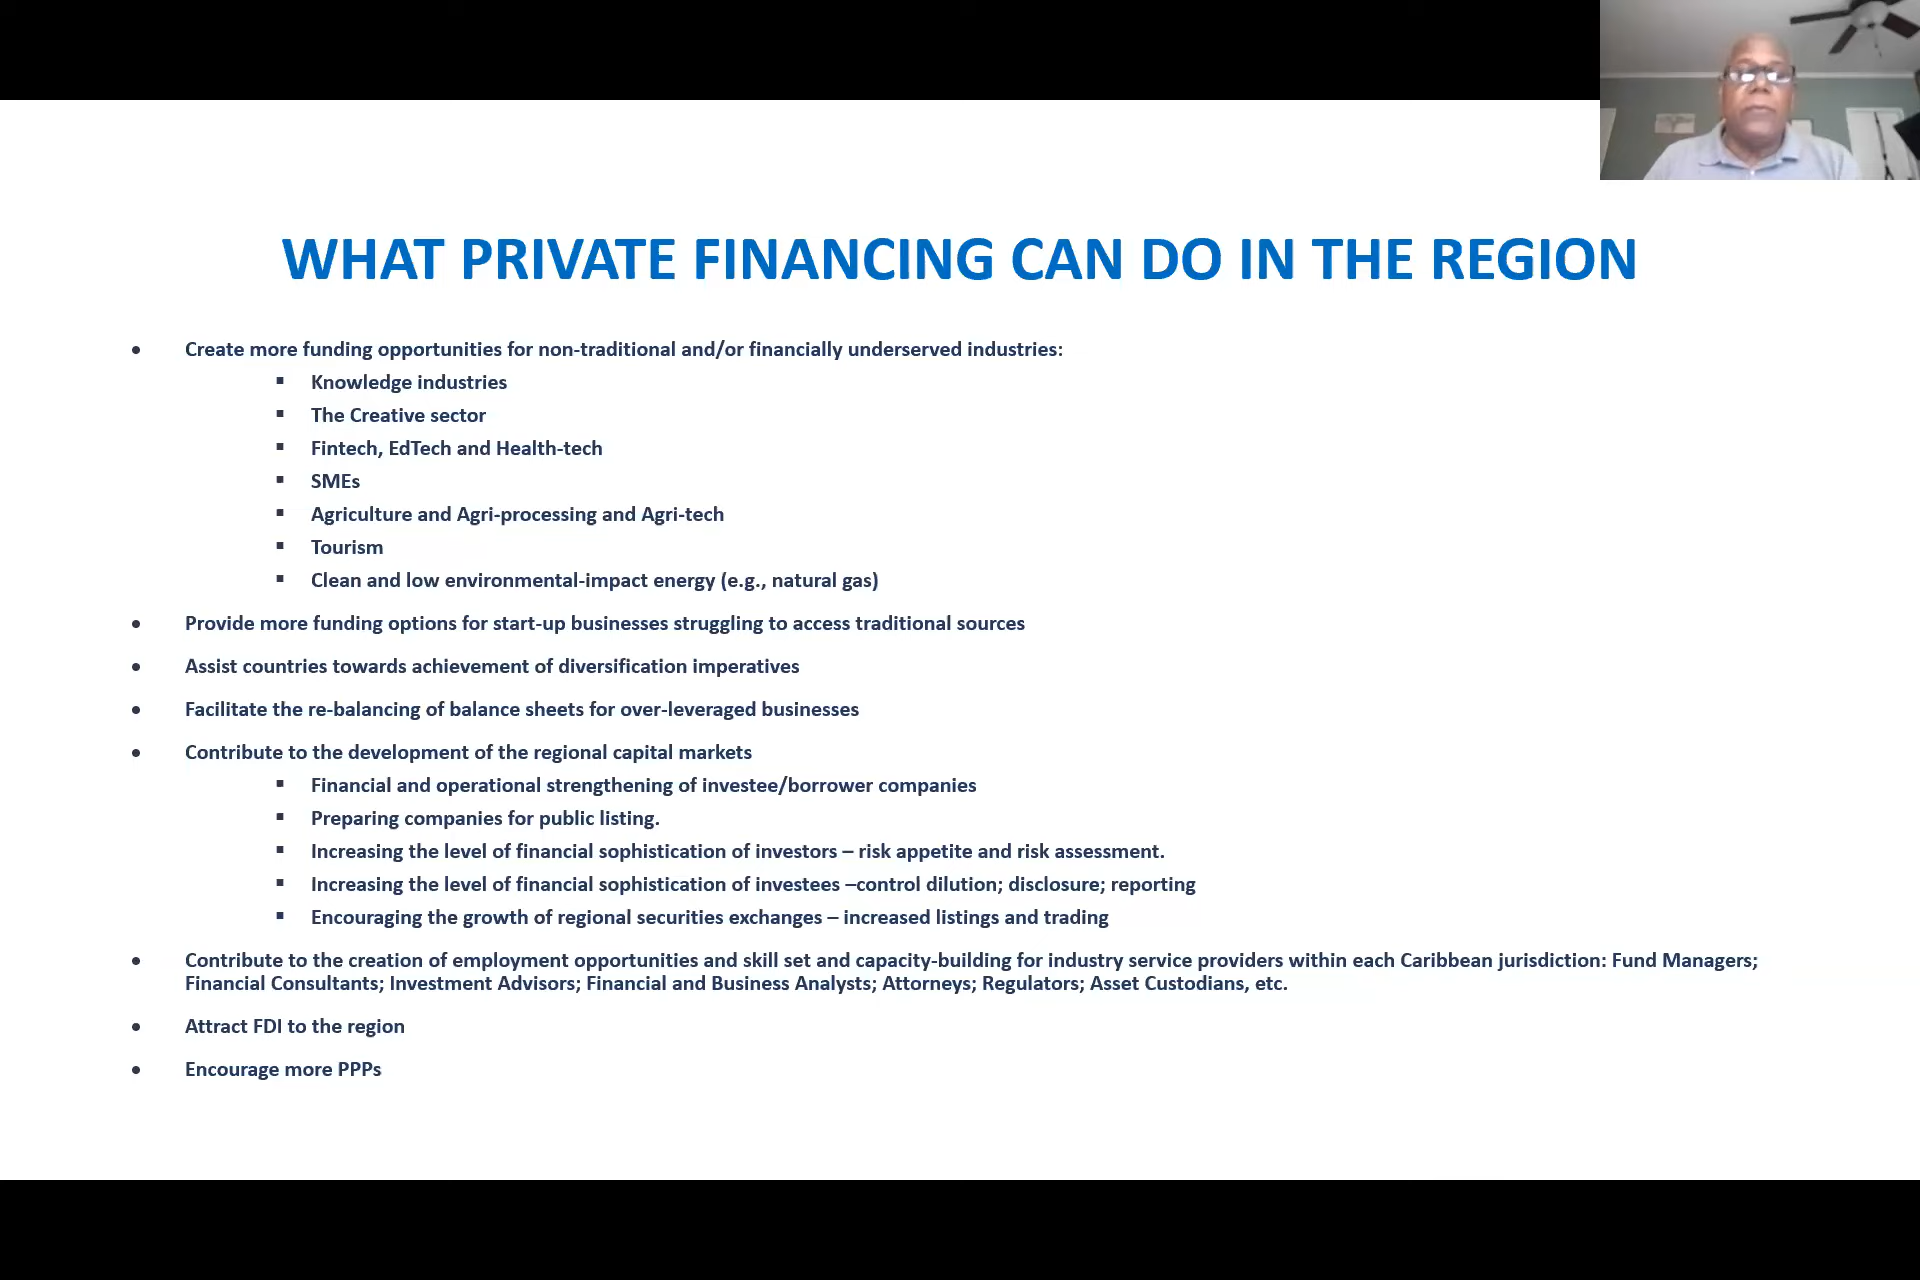 WHAT PRIVATE FINANCING CAN DO IN THE REGION
• Create more funding opportunities for non-traditional and/or financially underserved industries:
▪ Knowledge industries
▪ The Creative sector
▪ Fintech, EdTech and Health-tech
▪ SMEs
▪ Agriculture and Agri-processing and Agri-tech
▪ Tourism
▪ Clean and low environmental-impact energy (e.g., natural gas)
• Provide more funding options for start-up businesses struggling to access traditional sources
• Assist countries towards achievement of diversification imperatives
• Facilitate the re-balancing of balance sheets for over-leveraged businesses
• Contribute to the development of the regional capital markets
▪ Financial and operational strengthening of investee/borrower companies
▪ Preparing companies for public listing.
▪ Increasing the level of financial sophistication of investors – risk appetite and risk assessment.
▪ Increasing the level of financial sophistication of investees –control dilution; disclosure; reporting
▪ Encouraging the growth of regional securities exchanges – increased listings and trading
• Contribute to the creation of employment opportunities and skill set and capacity-building for industry service providers within each Caribbean jurisdiction: Fund Managers;
Financial Consultants; Investment Advisors; Financial and Business Analysts; Attorneys; Regulators; Asset Custodians, etc.
• Attract FDI to the region
• Encourage more PPPs